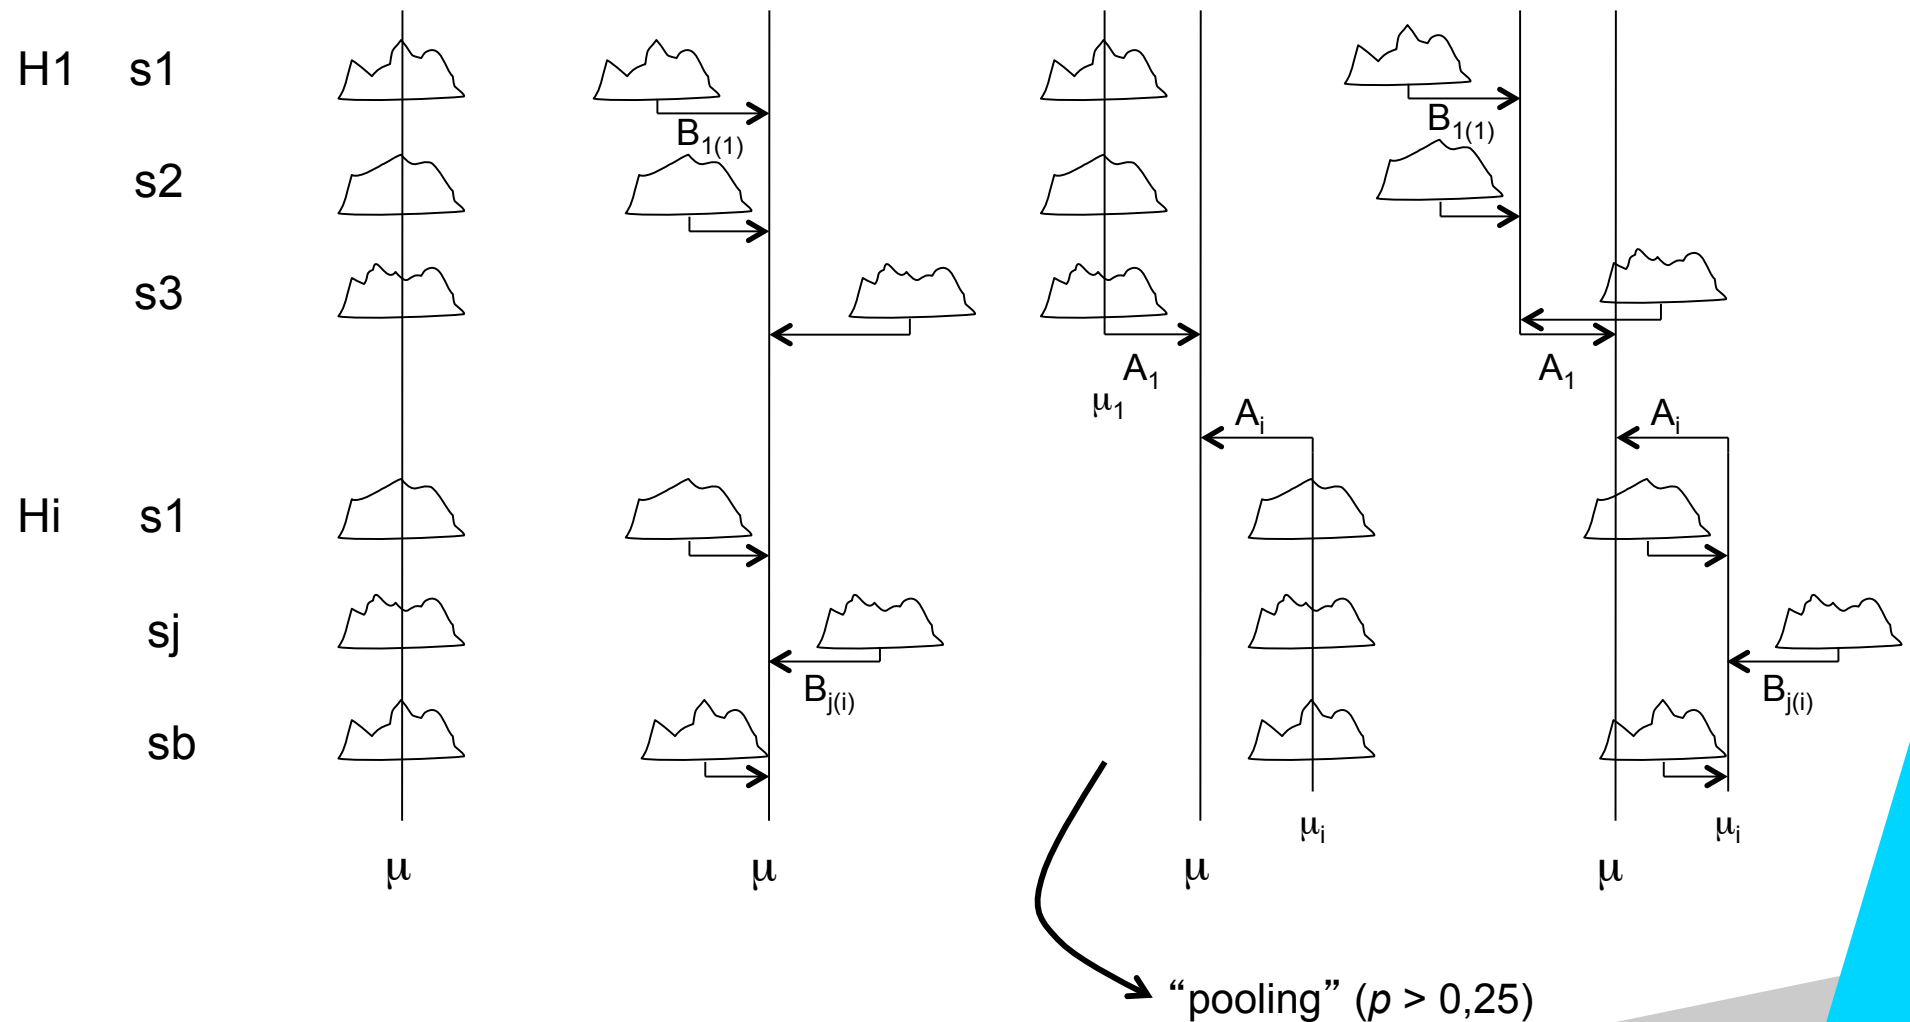 H1 s1
B1(1) B1(1)
s2
s3
A1 A1
μ1
Ai Ai
Hi s1
sj
Bj(i) Bj(i)
sb
μi μi
μ μ μ μ
“pooling” (p > 0,25)